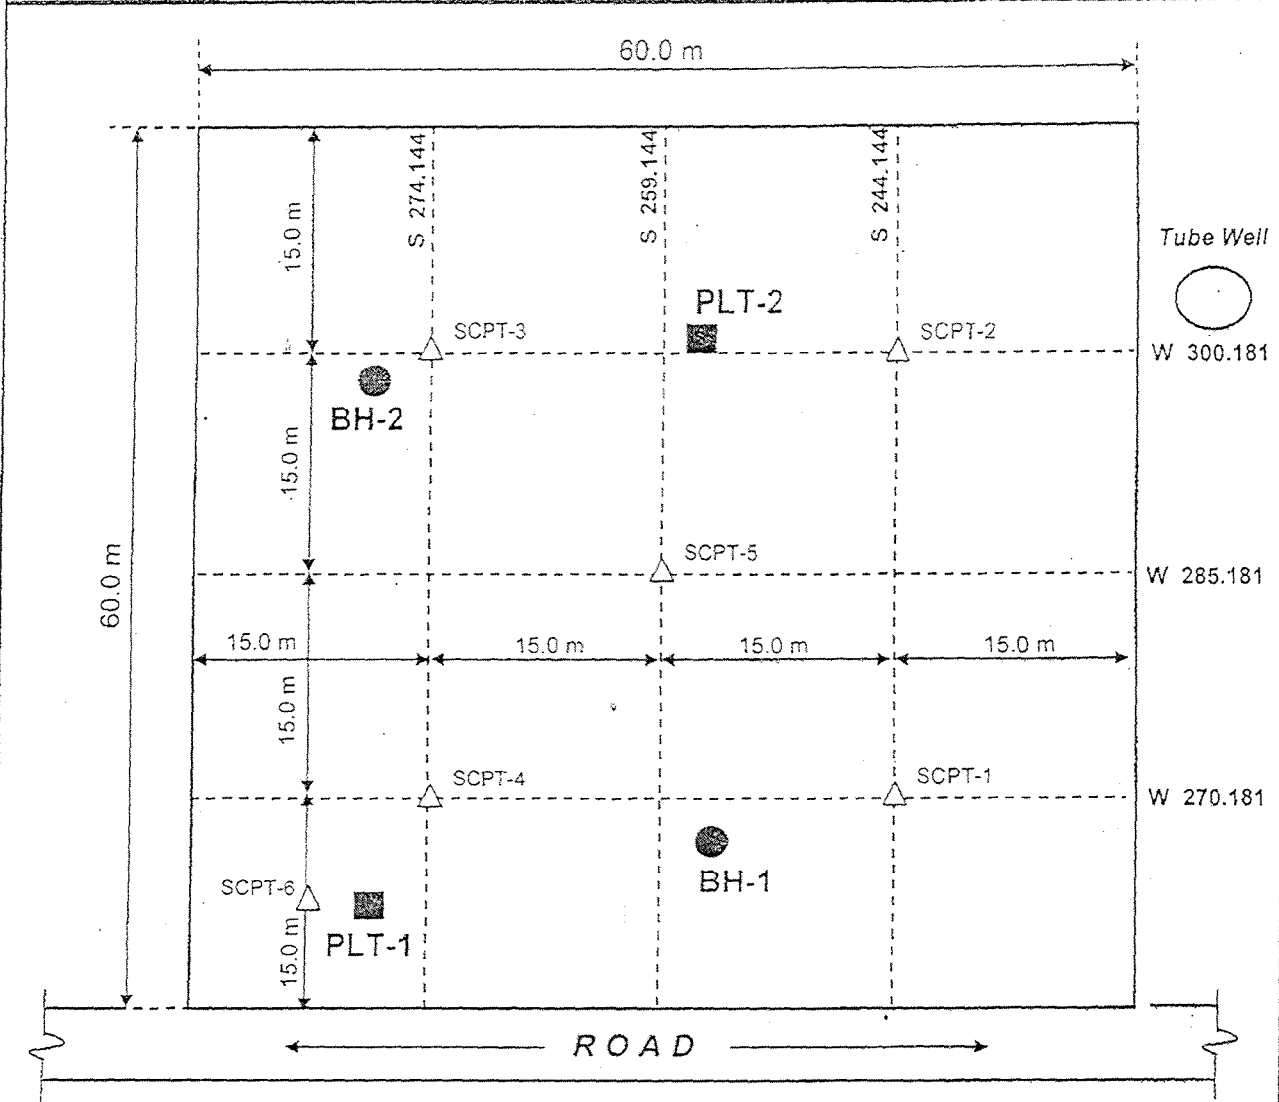 60.0 m
S 274.144
S 259.144
S 244.144
15.0 m
Tube Well
PLT-2
SCPT-3
SCPT-2
W 300.181
BH-2
15.0 m
SCPT-5
60.0 m
W 285.181
15.0 m
15.0 m
15.0 m
15.0 m
15.0 m
SCPT-4
SCPT-1
W 270.181
BH-1
SCPT-6
PLT-1
15.0 m
ROAD